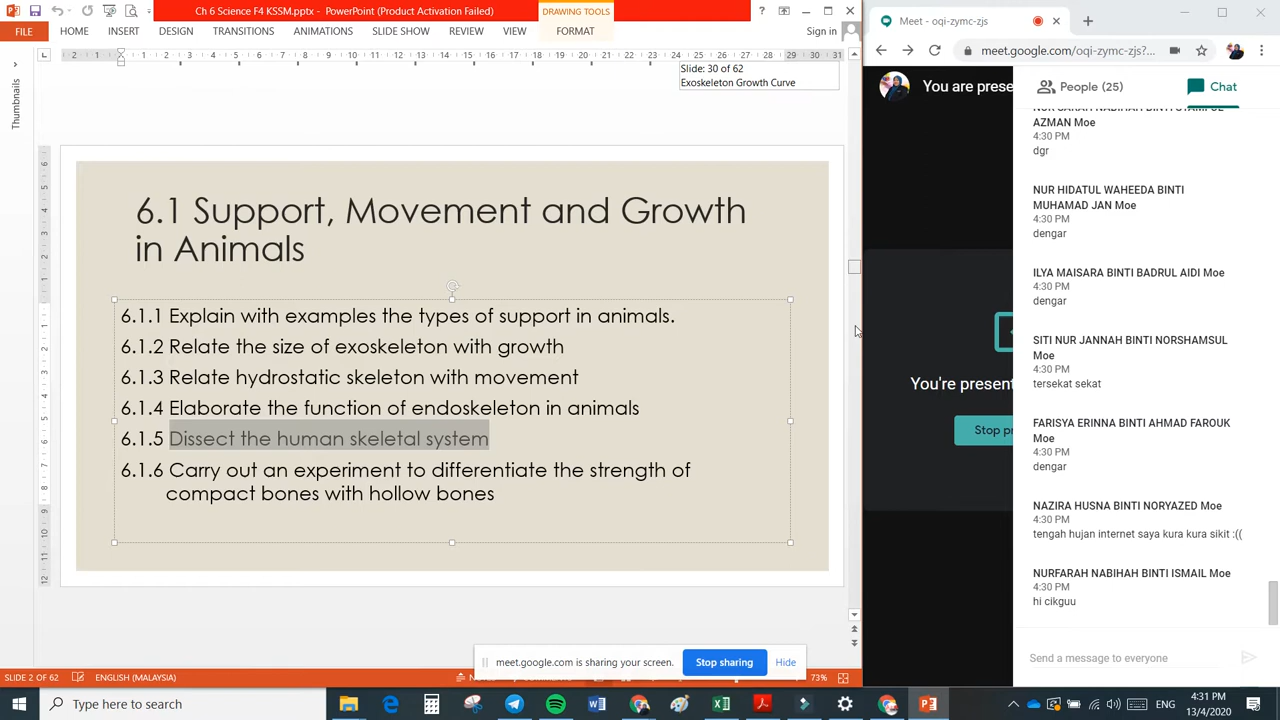 Ch 6 Science F4 KSSM.pptx - PowerPoint (Product Activation Failed)
DRAWING TOOLS
FILE
HOME
INSERT
DESIGN
TRANSITIONS
ANIMATIONS
SLIDE SHOW
REVIEW
VIEW
FORMAT
Sign in
Slide: 30 of 62
Exoskeleton Growth Curve
Thumbnails
6.1 Support, Movement and Growth
in Animals
6.1.1 Explain with examples the types of support in animals.
6.1.2 Relate the size of exoskeleton with growth
6.1.3 Relate hydrostatic skeleton with movement
6.1.4 Elaborate the function of endoskeleton in animals
6.1.5 Dissect the human skeletal system
6.1.6 Carry out an experiment to differentiate the strength of
compact bones with hollow bones
meet.google.com is sharing your screen.
Stop sharing
Hide
SLIDE 2 OF 62
ENGLISH (MALAYSIA)
73%
Type here to search
ENG
4:31 PM
13/4/2020
Meet - oqi-zymc-zjs
meet.google.com/oqi-zymc-zjs?...
You are prese
People (25)
Chat
You're present
Stop pr
AZMAN Moe
4:30 PM
dgr
NUR HIDATUL WAHEEDA BINTI
MUHAMAD JAN Moe
4:30 PM
dengar
ILYA MAISARA BINTI BADRUL AIDI Moe
4:30 PM
dengar
SITI NUR JANNAH BINTI NORSHAMSUL
Moe
4:30 PM
tersekat sekat
FARISYA ERINNA BINTI AHMAD FAROUK
Moe
4:30 PM
dengar
NAZIRA HUSNA BINTI NORYAZED Moe
4:30 PM
tengah hujan internet saya kura kura sikit :((
NURFARAH NABIHAH BINTI ISMAIL Moe
4:30 PM
hi cikguu
Send a message to everyone